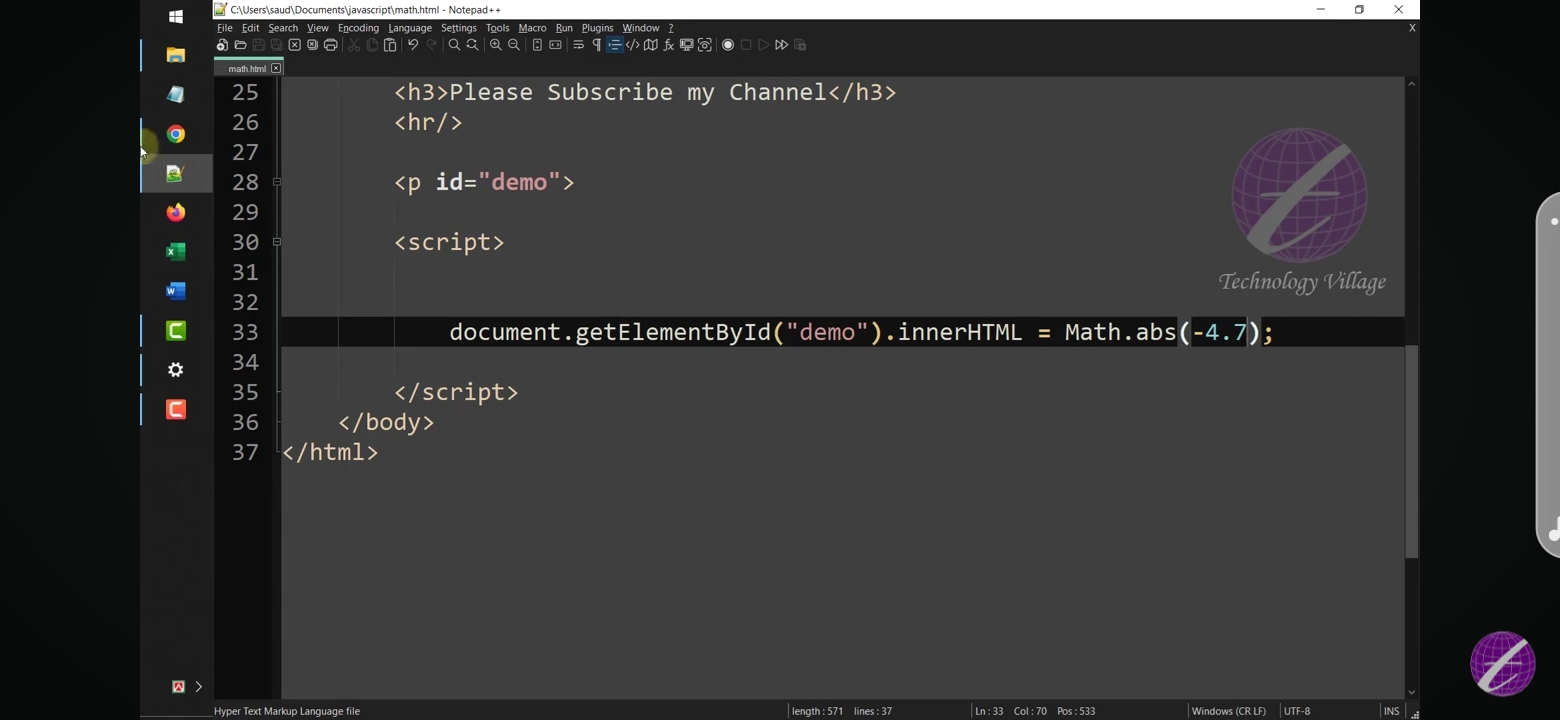 C:\Users\saud\Documents\javascript\math.html - Notepad++
File Edit Search View Encoding Language Settings Tools Macro Run Plugins Window ? X
math.html
25 <h3>Please Subscribe my Channel</h3>
26 <hr/>
27
28 <p id="demo">
29
30 <script>
31
32
33 document.getElementById("demo").innerHTML = Math.abs(-4.7);
34
35 </script>
36 </body>
37 </html>
Technology Village
Hyper Text Markup Language file length : 571 lines : 37 Ln : 33 Col : 70 Pos : 533 Windows (CR LF) UTF-8 INS